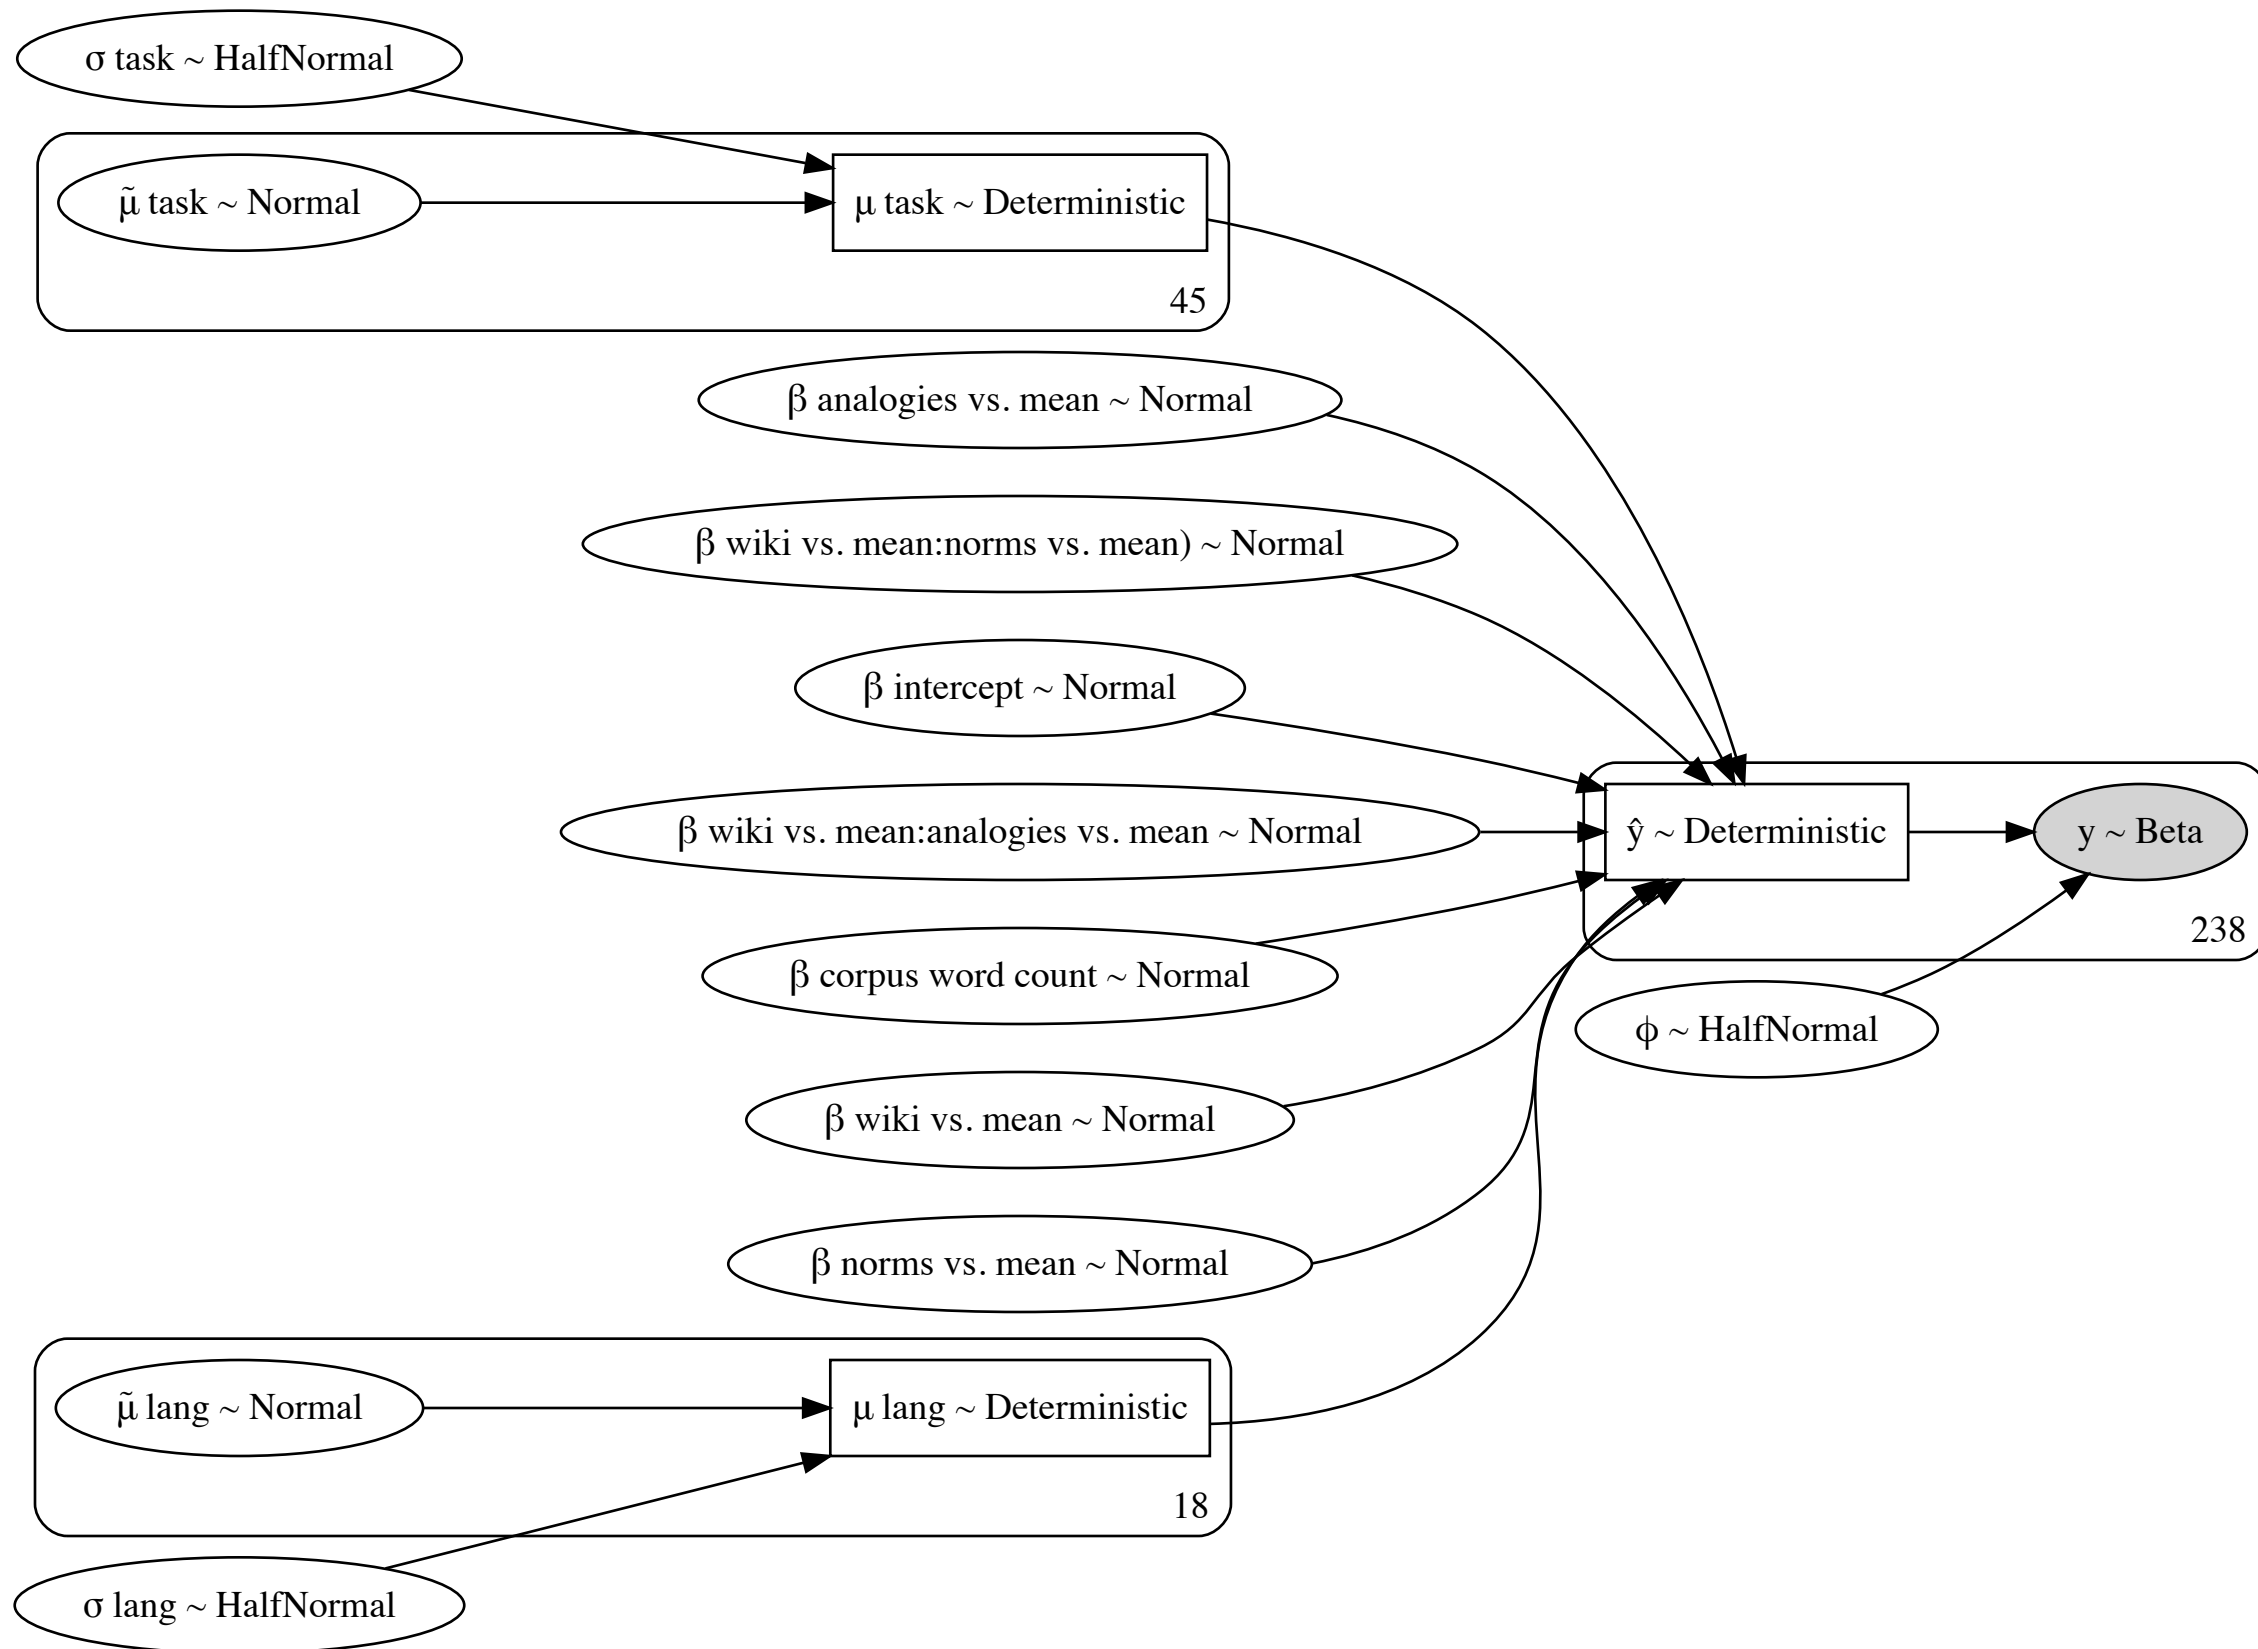 σ task ~ HalfNormal
μ̃ task ~ Normal
μ task ~ Deterministic
45
β analogies vs. mean ~ Normal
β wiki vs. mean:norms vs. mean) ~ Normal
β intercept ~ Normal
β wiki vs. mean:analogies vs. mean ~ Normal
ŷ ~ Deterministic
y ~ Beta
238
β corpus word count ~ Normal
ϕ ~ HalfNormal
β wiki vs. mean ~ Normal
β norms vs. mean ~ Normal
μ̃ lang ~ Normal
μ lang ~ Deterministic
18
σ lang ~ HalfNormal